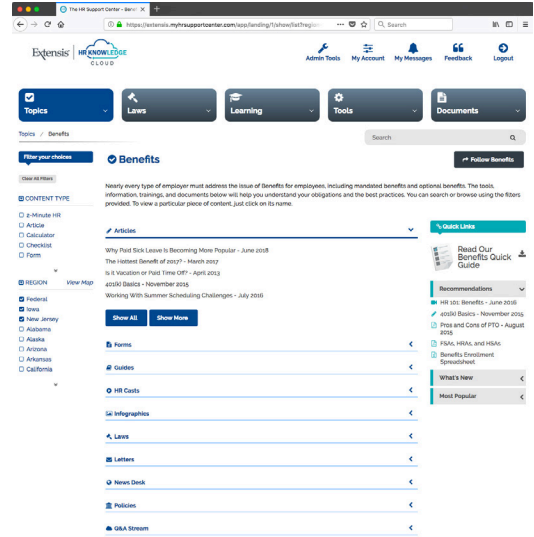 The HR Support Center - Benef
https://extensis.myhrsupportcenter.com/app/landing/1/show/list?region
Search
Extensis
HR KNOWLEDGE
CLOUD
Admin Tools
My Account
My Messages
Feedback
Logout
Topics
Laws
Learning
Tools
Documents
Topics / Benefits
Search
Filter your choices
Benefits
Follow Benefits
Clear All Filters
Nearly every type of employer must address the issue of Benefits for employees, including mandated benefits and optional benefits. The tools,
information, trainings, and documents below will help you understand your obligations and the best practices. You can search or browse using the filters
provided. To view a particular piece of content, just click on its name.
CONTENT TYPE
2-Minute HR
Article
Calculator
Checklist
Form
REGION View Map
Federal
Iowa
New Jersey
Alabama
Alaska
Arizona
Arkansas
California
Articles
Why Paid Sick Leave Is Becoming More Popular - June 2018
The Hottest Benefit of 2017? - March 2017
Is it Vacation or Paid Time Off? - April 2013
401(k) Basics - November 2015
Working With Summer Scheduling Challenges - July 2016
Show All
Show More
Forms
Guides
HR Casts
Infographics
Laws
Letters
News Desk
Policies
Q&A Stream
Quick Links
Read Our
Benefits Quick
Guide
Recommendations
HR 101: Benefits - June 2018
401(k) Basics - November 2015
Pros and Cons of PTO - August
2015
FSAs, HRAs, and HSAs
Benefits Enrollment
Spreadsheet
What's New
Most Popular